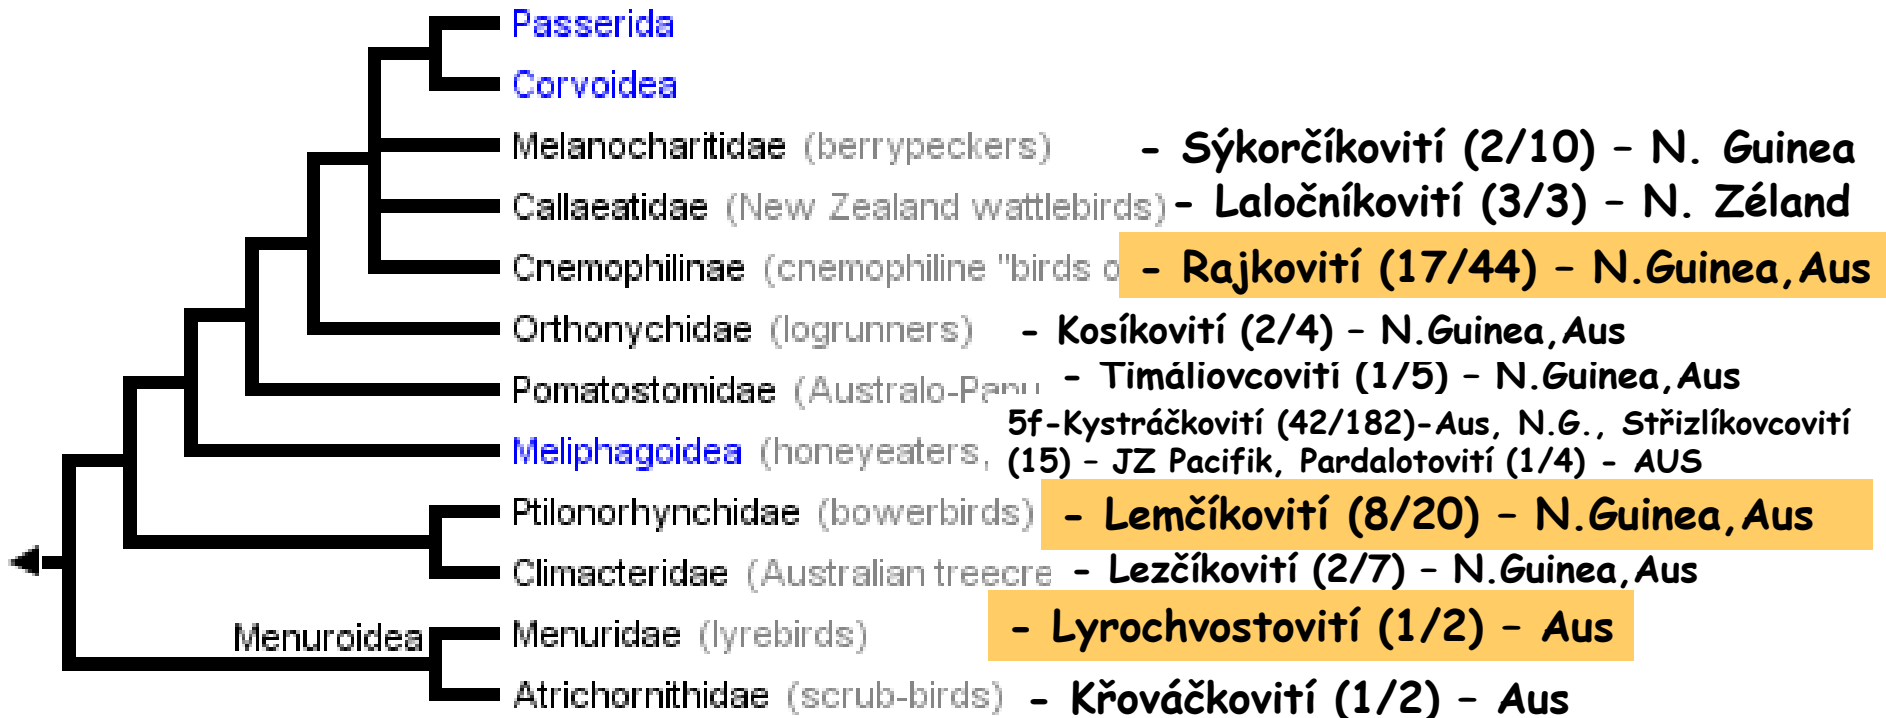 Passerida
Corvoidea
Melanocharitidae (berrypeckers) - Sýkorčíkovití (2/10) – N. Guinea
Callaeatidae (New Zealand wattlebirds) - Laločníkovití (3/3) – N. Zéland
Cnemophilinae (cnemophiline "birds o - Rajkovití (17/44) – N.Guinea,Aus
Orthonychidae (logrunners) - Kosíkovití (2/4) – N.Guinea,Aus
Pomatostomidae (Australo-Papu - Timáliovcovití (1/5) – N.Guinea,Aus
Meliphagoidea (honeyeaters,
5f-Kystráčkovití (42/182)-Aus, N.G., Střizlíkovcovití
(15) – JZ Pacifik, Pardalotovití (1/4) - AUS
Ptilonorhynchidae (bowerbirds) - Lemčíkovití (8/20) – N.Guinea,Aus
Climacteridae (Australian treecre - Lezčíkovití (2/7) – N.Guinea,Aus
Menuroidea
Menuridae (lyrebirds) - Lyrochvostovití (1/2) – Aus
Atrichornithidae (scrub-birds) - Křováčkovití (1/2) – Aus